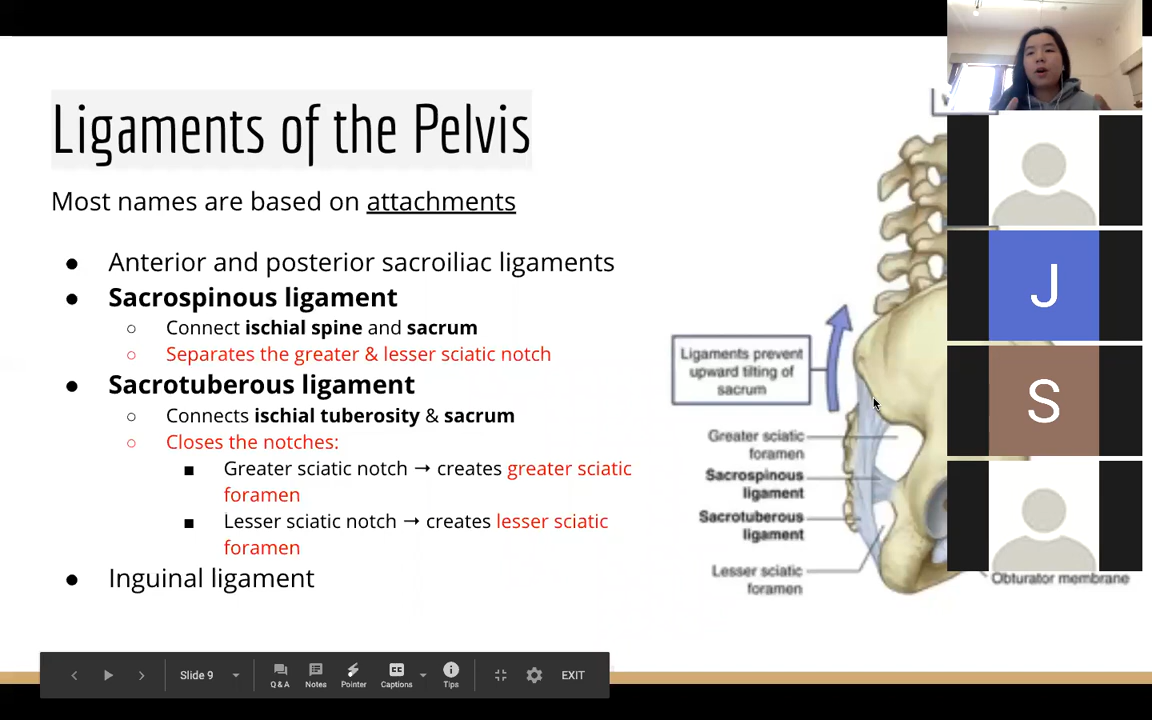 Ligaments of the Pelvis
Most names are based on attachments
● Anterior and posterior sacroiliac ligaments
● Sacrospinous ligament
○ Connect ischial spine and sacrum
○ Separates the greater & lesser sciatic notch
● Sacrotuberous ligament
○ Connects ischial tuberosity & sacrum
○ Closes the notches:
■ Greater sciatic notch → creates greater sciatic
foramen
■ Lesser sciatic notch → creates lesser sciatic
foramen
● Inguinal ligament
Ligaments prevent
upward tilting of
sacrum
Greater sciatic
foramen
Sacrospinous
ligament
Sacrotuberous
ligament
Lesser sciatic
foramen
Obturator membrane
J
S
Slide 9
Q & A
Notes
Pointer
CC
Captions
Tips
EXIT